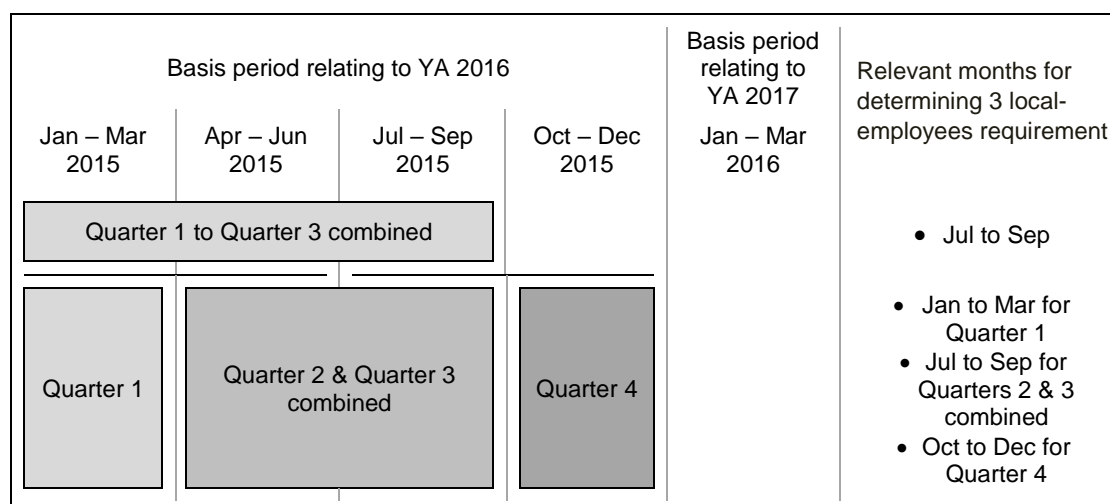 Basis period relating to YA 2016
Basis period
relating to
YA 2017
Relevant months for
determining 3 local-
employees requirement
Jan – Mar
2015
Apr – Jun
2015
Jul – Sep
2015
Oct – Dec
2015
Jan – Mar
2016
Quarter 1 to Quarter 3 combined
• Jul to Sep
Quarter 1
Quarter 2 & Quarter 3
combined
Quarter 4
• Jan to Mar for
Quarter 1
• Jul to Sep for
Quarters 2 & 3
combined
• Oct to Dec for
Quarter 4